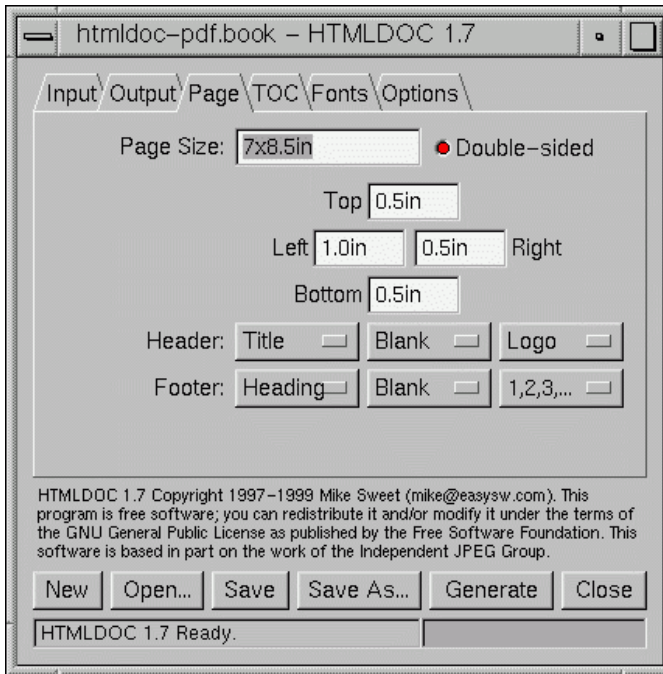 htmldoc-pdf.book - HTMLDOC 1.7
Input Output Page TOC Fonts Options
Page Size: 7x8.5in Double-sided
Top 0.5in
Left 1.0in 0.5in Right
Bottom 0.5in
Header: Title Blank Logo
Footer: Heading Blank 1,2,3,...
HTMLDOC 1.7 Copyright 1997-1999 Mike Sweet (mike@easysw.com). This
program is free software; you can redistribute it and/or modify it under the terms of
the GNU General Public License as published by the Free Software Foundation. This
software is based in part on the work of the Independent JPEG Group.
New Open... Save Save As... Generate Close
HTMLDOC 1.7 Ready.